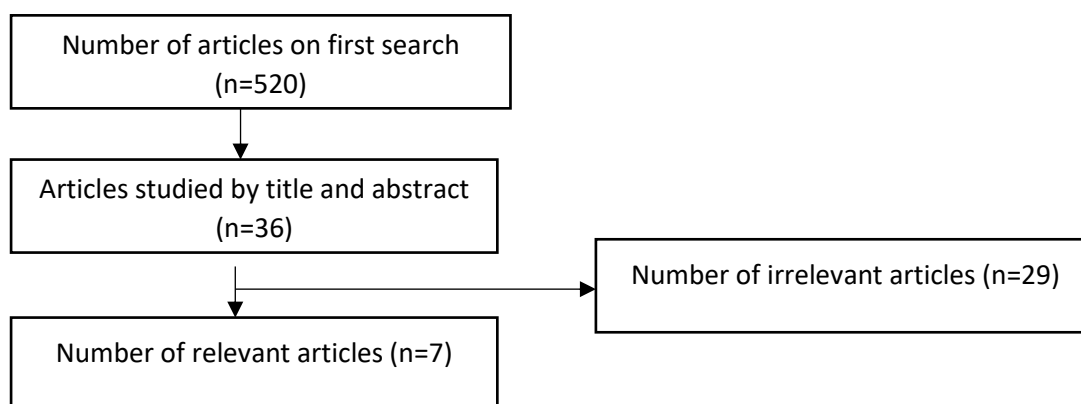 Number of articles on first search
(n=520)
Articles studied by title and abstract
(n=36)
Number of irrelevant articles (n=29)
Number of relevant articles (n=7)